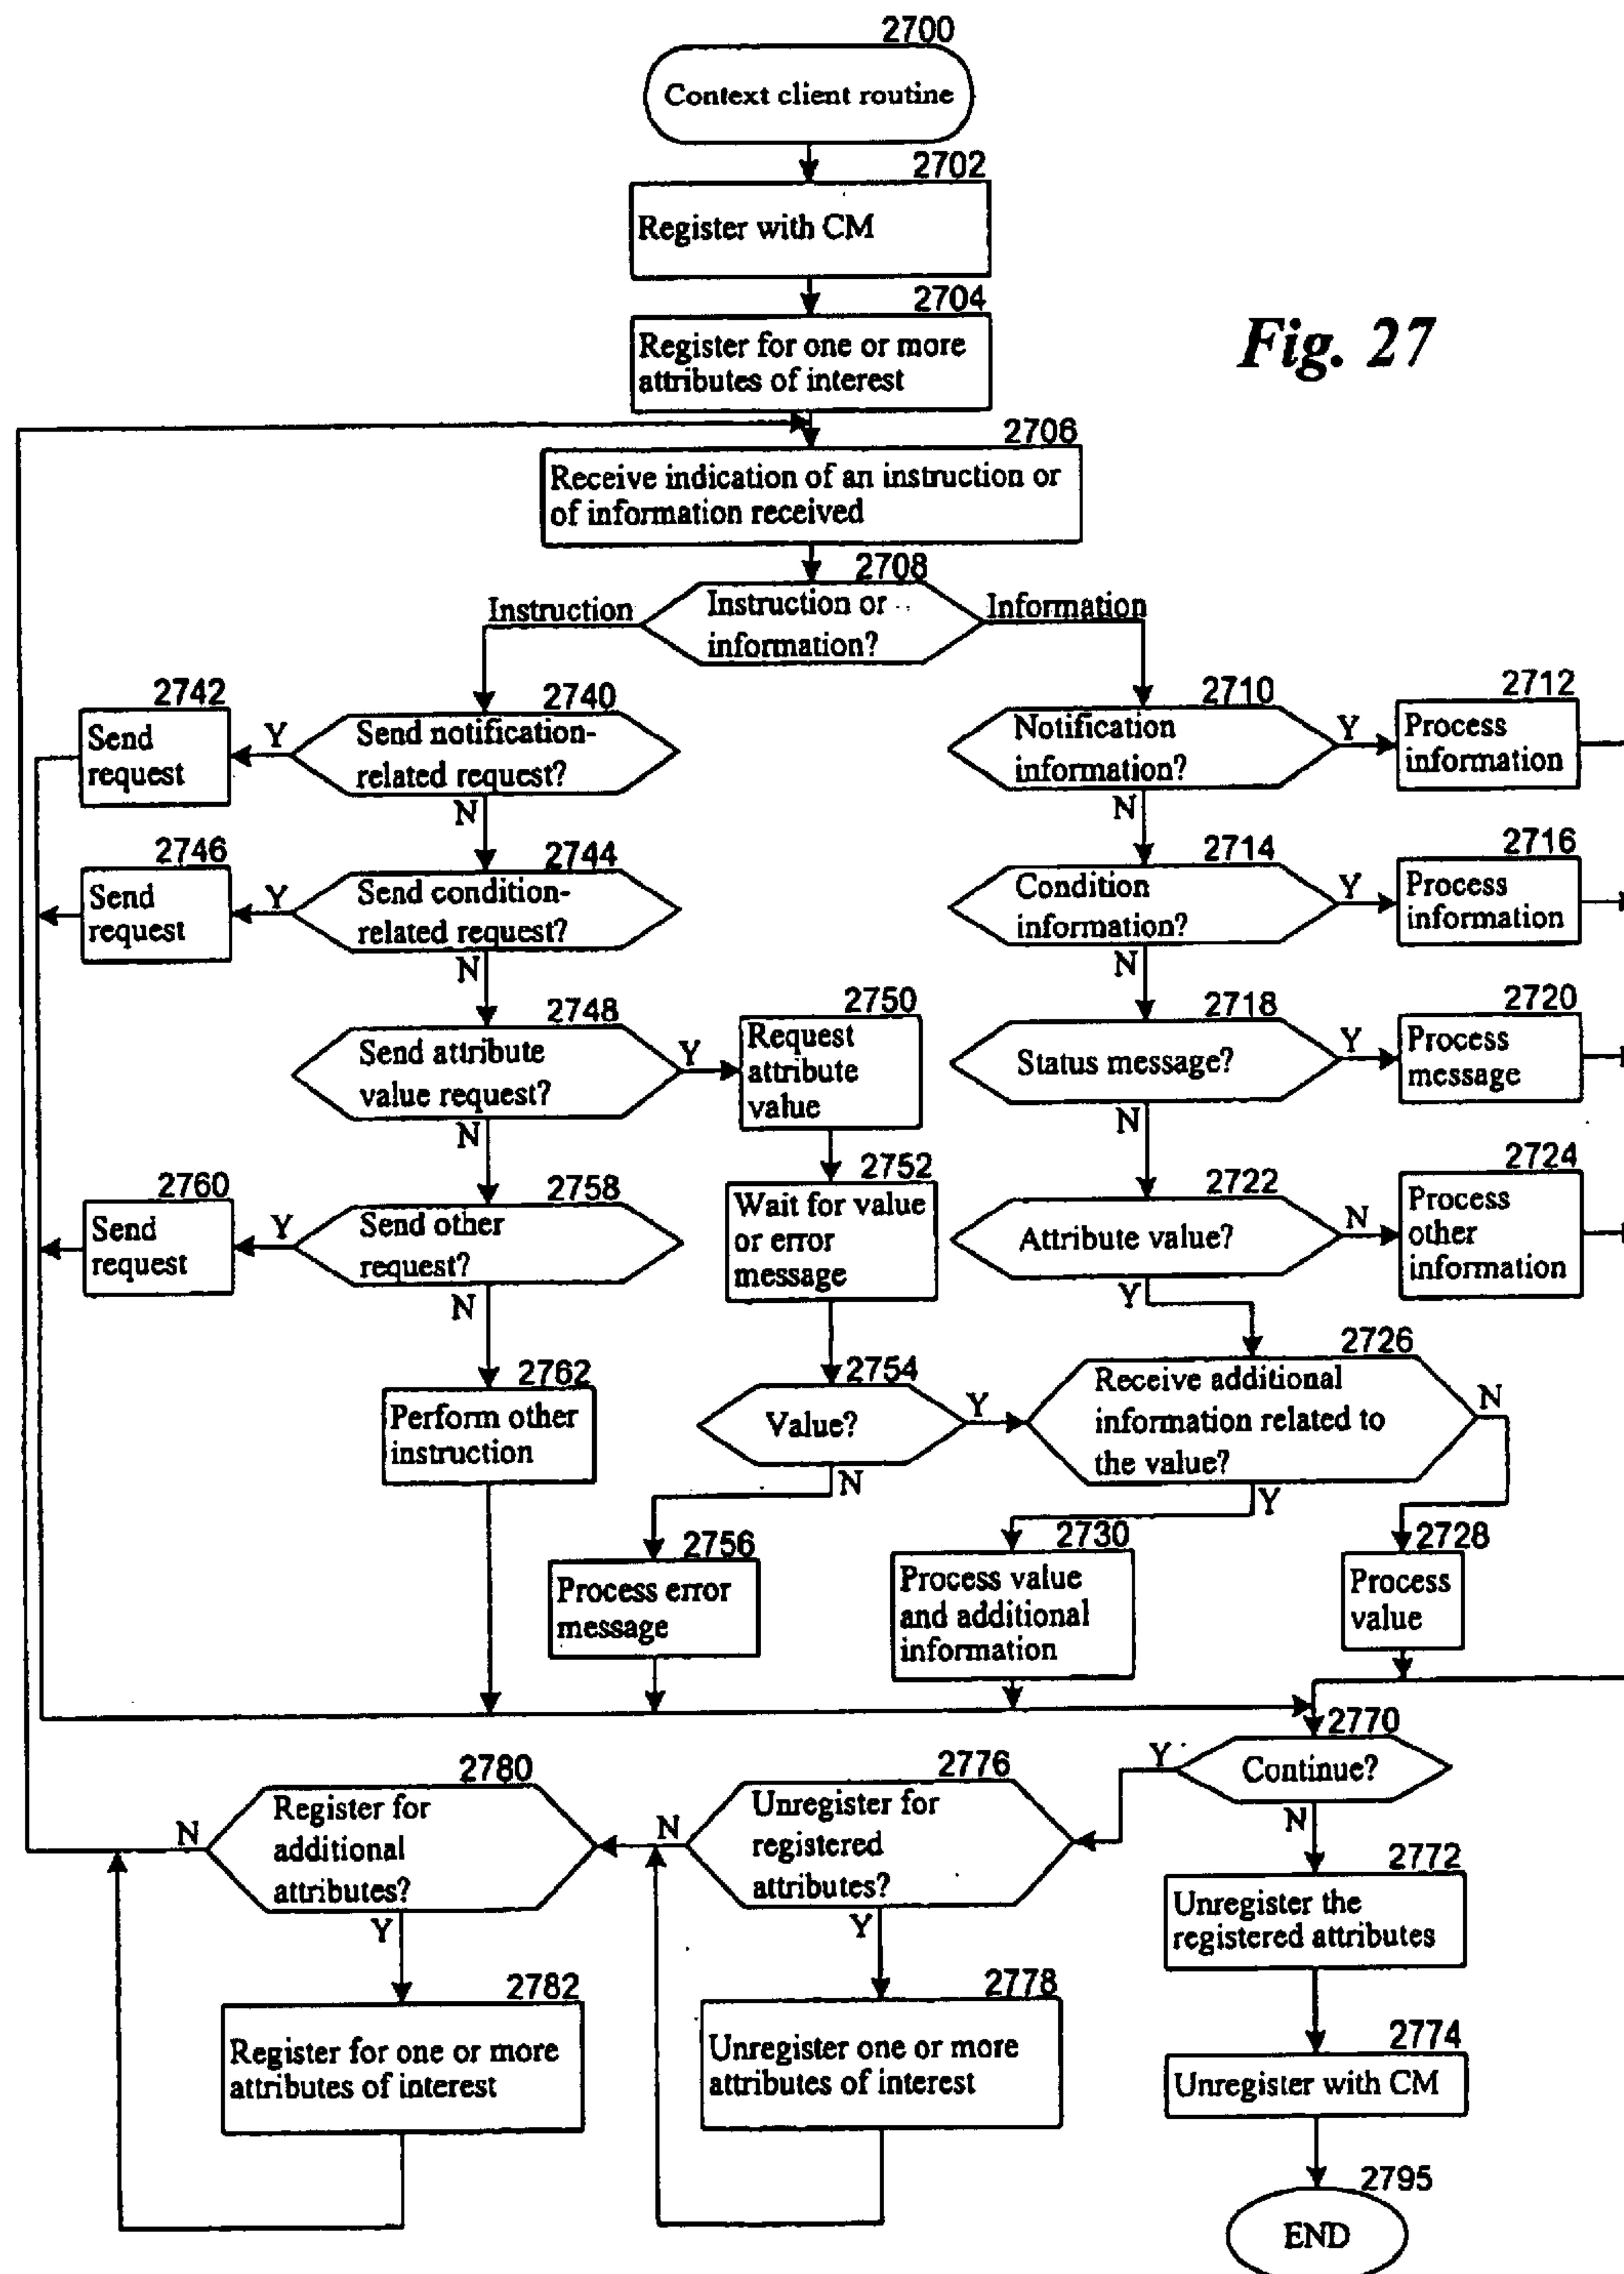 2700
Context client routine
2702
Register with CM
2704
Register for one or more
attributes of interest
Fig. 27
2706
Receive indication of an instruction or
of information received
2708
Instruction or
information?
Instruction
Information
2742
Send
request
Y
2740
Send notification-
related request?
N
2710
Notification
information?
Y
N
2712
Process
information
2746
Send
request
Y
2744
Send condition-
related request?
N
2714
Condition
information?
Y
N
2716
Process
information
2748
Send attribute
value request?
Y
N
2750
Request
attribute
value
2718
Status message?
Y
N
2720
Process
message
2760
Send
request
Y
2758
Send other
request?
N
2752
Wait for value
or error
message
2722
Attribute value?
N
Y
2724
Process
other
information
2762
Perform other
instruction
2754
Value?
Y
N
2726
Receive additional
information related to
the value?
N
Y
2756
Process error
message
2730
Process value
and additional
information
2728
Process
value
2770
Continue?
Y
N
2780
Register for
additional
attributes?
N
Y
2776
Unregister for
registered
attributes?
N
Y
2772
Unregister the
registered attributes
2782
Register for one or more
attributes of interest
2778
Unregister one or more
attributes of interest
2774
Unregister with CM
2795
END